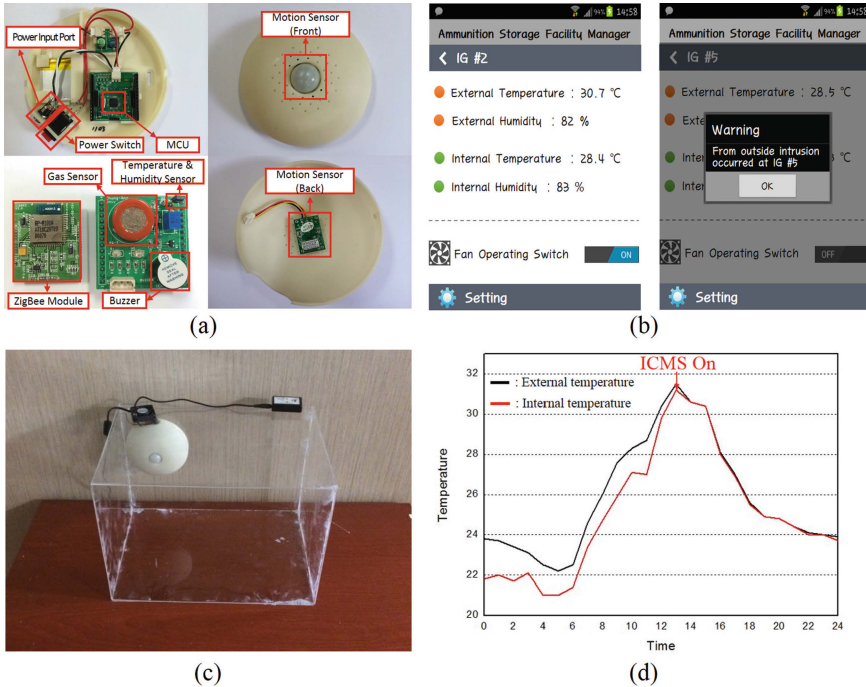 Power Input Port
Power Switch
MCU
Motion Sensor
(Front)
Gas Sensor
Temperature &
Humidity Sensor
ZigBee Module
Buzzer
Motion Sensor
(Back)
(a)
94% 14:58
Ammunition Storage Facility Manager
IG #2
External Temperature : 30.7 ℃
External Humidity : 82 %
Internal Temperature : 28.4 ℃
Internal Humidity : 83 %
Fan Operating Switch ON
Setting
94% 14:58
Ammunition Storage Facility Manager
IG #5
External Temperature : 28.5 ℃
Warning
From outside intrusion
occurred at IG #5
OK
Fan Operating Switch OFF
Setting
(b)
(c)
ICMS On
: External temperature
: Internal temperature
Temperature
32
30
28
26
24
22
20
0 2 4 6 8 10 12 14 16 18 20 22 24
Time
(d)